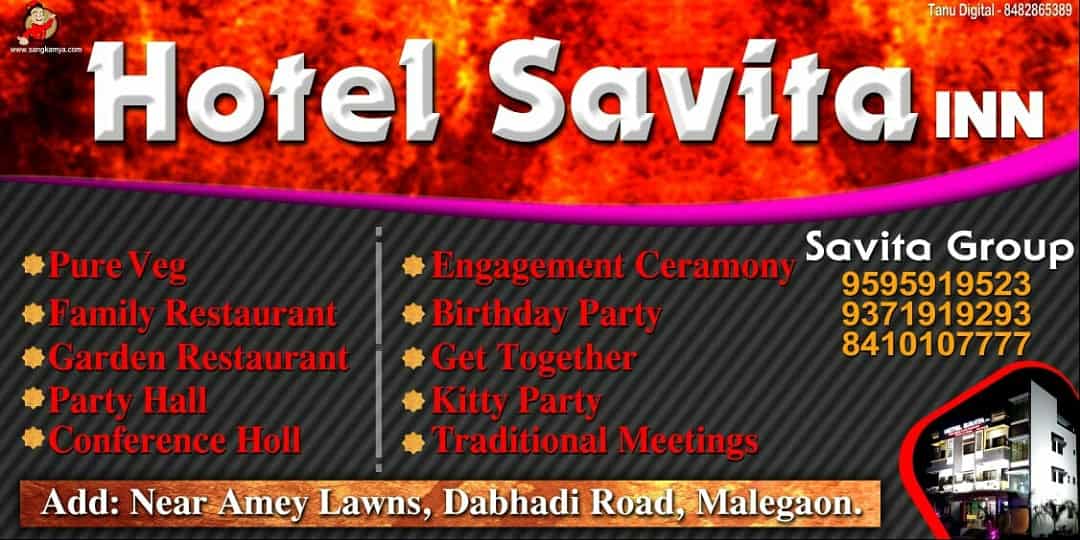 Tanu Digital - 8482865389
www.sangkamya.com
Hotel Savita INN
Pure Veg
Family Restaurant
Garden Restaurant
Party Hall
Conference Holl
Engagement Ceramony
Birthday Party
Get Together
Kitty Party
Traditional Meetings
Savita Group
9595919523
9371919293
8410107777
HOTEL SAVITA
Add: Near Amey Lawns, Dabhadi Road, Malegaon.